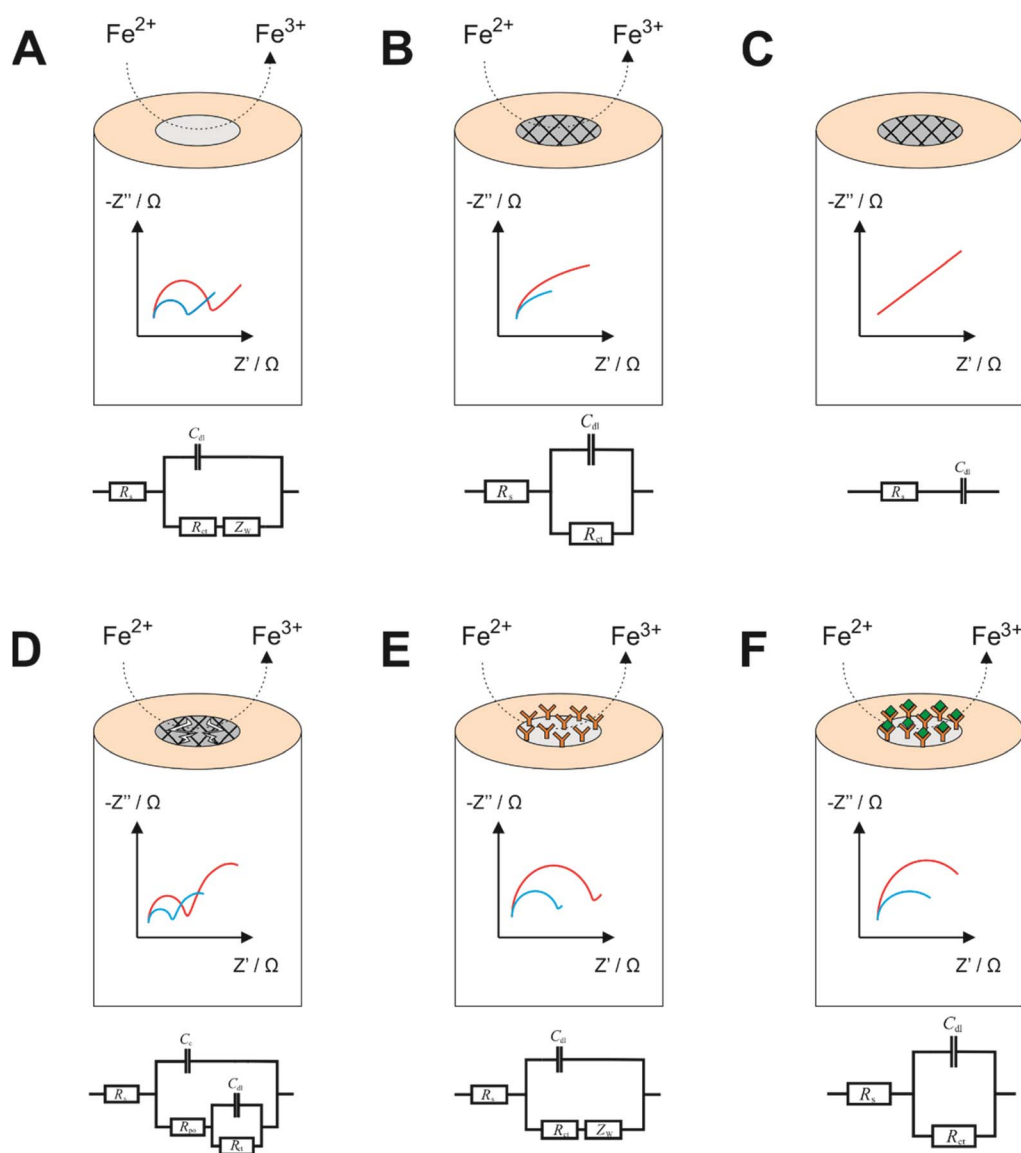 A
Fe2+ Fe3+
-Z'' / Ω
Z' / Ω
Cdl
Rs
Rct ZW
B
Fe2+ Fe3+
-Z'' / Ω
Z' / Ω
Cdl
Rs
Rct
C
-Z'' / Ω
Z' / Ω
Cdl
Rs
D
Fe2+ Fe3+
-Z'' / Ω
Z' / Ω
Cc
Cdl
Rs
Rpo
E
Fe2+ Fe3+
-Z'' / Ω
Z' / Ω
Cdl
Rs
Rct ZW
F
Fe2+ Fe3+
-Z'' / Ω
Z' / Ω
Cdl
Rs
Rct